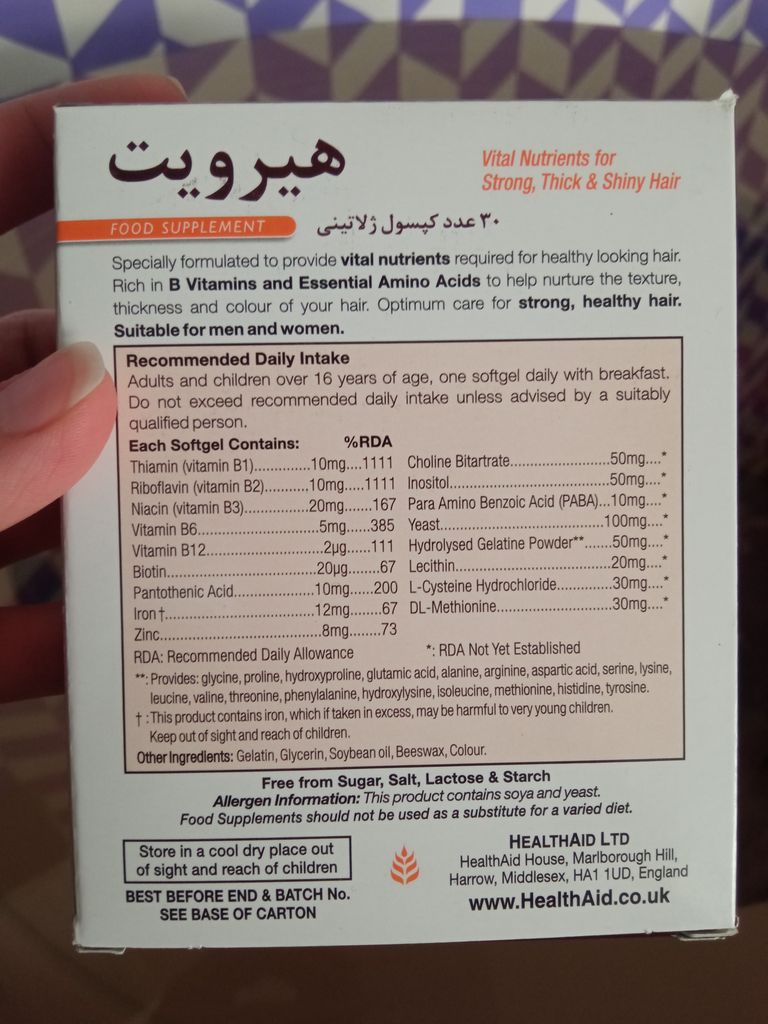 هیرویت
Vital Nutrients for
Strong, Thick & Shiny Hair
FOOD SUPPLEMENT
۳۰ عدد کپسول ژلاتینی
Specially formulated to provide vital nutrients required for healthy looking hair.
Rich in B Vitamins and Essential Amino Acids to help nurture the texture,
thickness and colour of your hair. Optimum care for strong, healthy hair.
Suitable for men and women.
Recommended Daily Intake
Adults and children over 16 years of age, one softgel daily with breakfast.
Do not exceed recommended daily intake unless advised by a suitably
qualified person.
Each Softgel Contains: %RDA
Thiamin (vitamin B1)..............10mg....1111
Riboflavin (vitamin B2)..........10mg....1111
Niacin (vitamin B3)................20mg......167
Vitamin B6..............................5mg......385
Vitamin B12.............................2µg......111
Biotin.....................................20µg........67
Pantothenic Acid....................10mg......200
Iron†.....................................12mg........67
Zinc........................................8mg........73
Choline Bitartrate.......................50mg....*
Inositol......................................50mg....*
Para Amino Benzoic Acid (PABA)...10mg....*
Yeast.......................................100mg....*
Hydrolysed Gelatine Powder**.......50mg....*
Lecithin.....................................20mg....*
L-Cysteine Hydrochloride............30mg....*
DL-Methionine...........................30mg....*
RDA: Recommended Daily Allowance
*: RDA Not Yet Established
**: Provides: glycine, proline, hydroxyproline, glutamic acid, alanine, arginine, aspartic acid, serine, lysine,
leucine, valine, threonine, phenylalanine, hydroxylysine, isoleucine, methionine, histidine, tyrosine.
† : This product contains iron, which if taken in excess, may be harmful to very young children.
Keep out of sight and reach of children.
Other Ingredients: Gelatin, Glycerin, Soybean oil, Beeswax, Colour.
Free from Sugar, Salt, Lactose & Starch
Allergen Information: This product contains soya and yeast.
Food Supplements should not be used as a substitute for a varied diet.
Store in a cool dry place out
of sight and reach of children
BEST BEFORE END & BATCH No.
SEE BASE OF CARTON
HEALTHAID LTD
HealthAid House, Marlborough Hill,
Harrow, Middlesex, HA1 1UD, England
www.HealthAid.co.uk